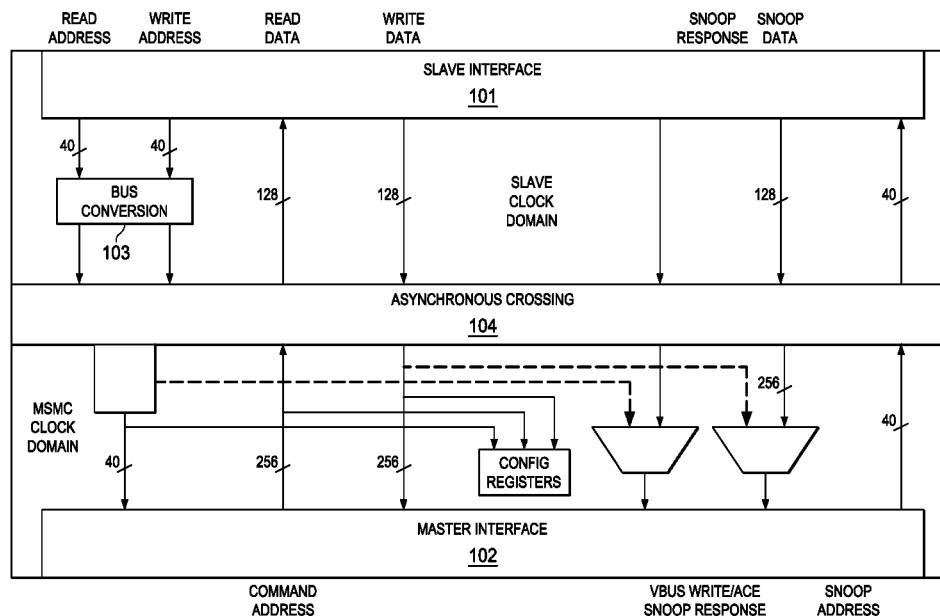 READ ADDRESS
WRITE ADDRESS
READ DATA
WRITE DATA
SNOOP RESPONSE
SNOOP DATA
SLAVE INTERFACE
101
40
40
BUS CONVERSION
103
128
128
SLAVE CLOCK DOMAIN
128
40
ASYNCHRONOUS CROSSING
104
MSMC CLOCK DOMAIN
40
256
256
CONFIG REGISTERS
256
40
MASTER INTERFACE
102
COMMAND ADDRESS
VBUS WRITE/ACE SNOOP RESPONSE
SNOOP ADDRESS